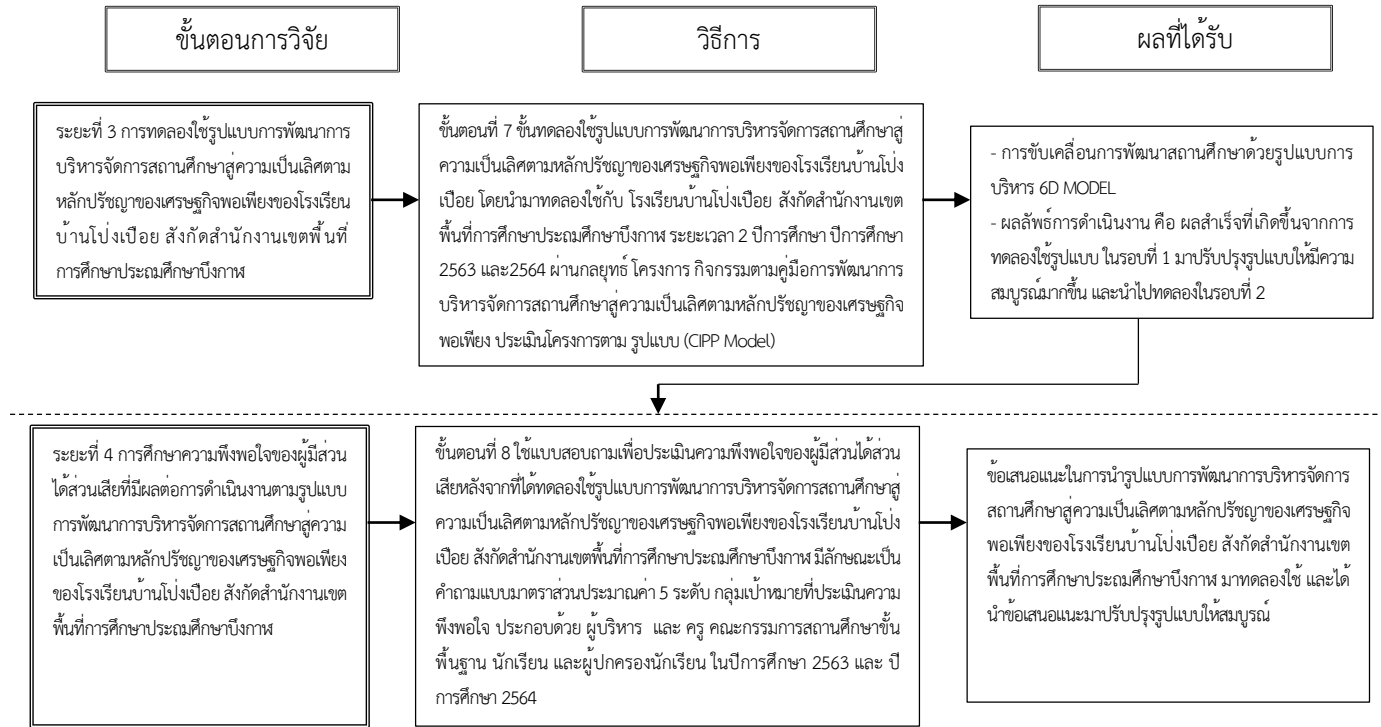 ขั้นตอนการวิจัย
วิธีการ
ผลที่ได้รับ
ระยะที่ 3 การทดลองใช้รูปแบบการพัฒนาการ
บริหารจัดการสถานศึกษาสู่ความเป็นเลิศตาม
หลักปรัชญาของเศรษฐกิจพอเพียงของโรงเรียน
บ้านโป่งเปือย สังกัดสำนักงานเขตพื้นที่
การศึกษาประถมศึกษาบึงกาฬ
ขั้นตอนที่ 7 ขั้นทดลองใช้รูปแบบการพัฒนาการบริหารจัดการสถานศึกษาสู่
ความเป็นเลิศตามหลักปรัชญาของเศรษฐกิจพอเพียงของโรงเรียนบ้านโป่ง
เปือย โดยนำมาทดลองใช้กับ โรงเรียนบ้านโป่งเปือย สังกัดสำนักงานเขต
พื้นที่การศึกษาประถมศึกษาบึงกาฬ ระยะเวลา 2 ปีการศึกษา ปีการศึกษา
2563 และ2564 ผ่านกลยุทธ์ โครงการ กิจกรรมตามคู่มือการพัฒนาการ
บริหารจัดการสถานศึกษาสู่ความเป็นเลิศตามหลักปรัชญาของเศรษฐกิจ
พอเพียง ประเมินโครงการตาม รูปแบบ (CIPP Model)
- การขับเคลื่อนการพัฒนาสถานศึกษาด้วยรูปแบบการ
บริหาร 6D MODEL
- ผลลัพธ์การดำเนินงาน คือ ผลสำเร็จที่เกิดขึ้นจากการ
ทดลองใช้รูปแบบ ในรอบที่ 1 มาปรับปรุงรูปแบบให้มีความ
สมบูรณ์มากขึ้น และนำไปทดลองในรอบที่ 2
ระยะที่ 4 การศึกษาความพึงพอใจของผู้มีส่วน
ได้ส่วนเสียที่มีผลต่อการดำเนินงานตามรูปแบบ
การพัฒนาการบริหารจัดการสถานศึกษาสู่ความ
เป็นเลิศตามหลักปรัชญาของเศรษฐกิจพอเพียง
ของโรงเรียนบ้านโป่งเปือย สังกัดสำนักงานเขต
พื้นที่การศึกษาประถมศึกษาบึงกาฬ
ขั้นตอนที่ 8 ใช้แบบสอบถามเพื่อประเมินความพึงพอใจของผู้มีส่วนได้ส่วน
เสียหลังจากที่ได้ทดลองใช้รูปแบบการพัฒนาการบริหารจัดการสถานศึกษาสู่
ความเป็นเลิศตามหลักปรัชญาของเศรษฐกิจพอเพียงของโรงเรียนบ้านโป่ง
เปือย สังกัดสำนักงานเขตพื้นที่การศึกษาประถมศึกษาบึงกาฬ มีลักษณะเป็น
คำถามแบบมาตราส่วนประมาณค่า 5 ระดับ กลุ่มเป้าหมายที่ประเมินความ
พึงพอใจ ประกอบด้วย ผู้บริหาร และ ครู คณะกรรมการสถานศึกษาขั้น
พื้นฐาน นักเรียน และผู้ปกครองนักเรียน ในปีการศึกษา 2563 และ ปี
การศึกษา 2564
ข้อเสนอแนะในการนำรูปแบบการพัฒนาการบริหารจัดการ
สถานศึกษาสู่ความเป็นเลิศตามหลักปรัชญาของเศรษฐกิจ
พอเพียงของโรงเรียนบ้านโป่งเปือย สังกัดสำนักงานเขต
พื้นที่การศึกษาประถมศึกษาบึงกาฬ มาทดลองใช้ และได้
นำข้อเสนอแนะมาปรับปรุงรูปแบบให้สมบูรณ์